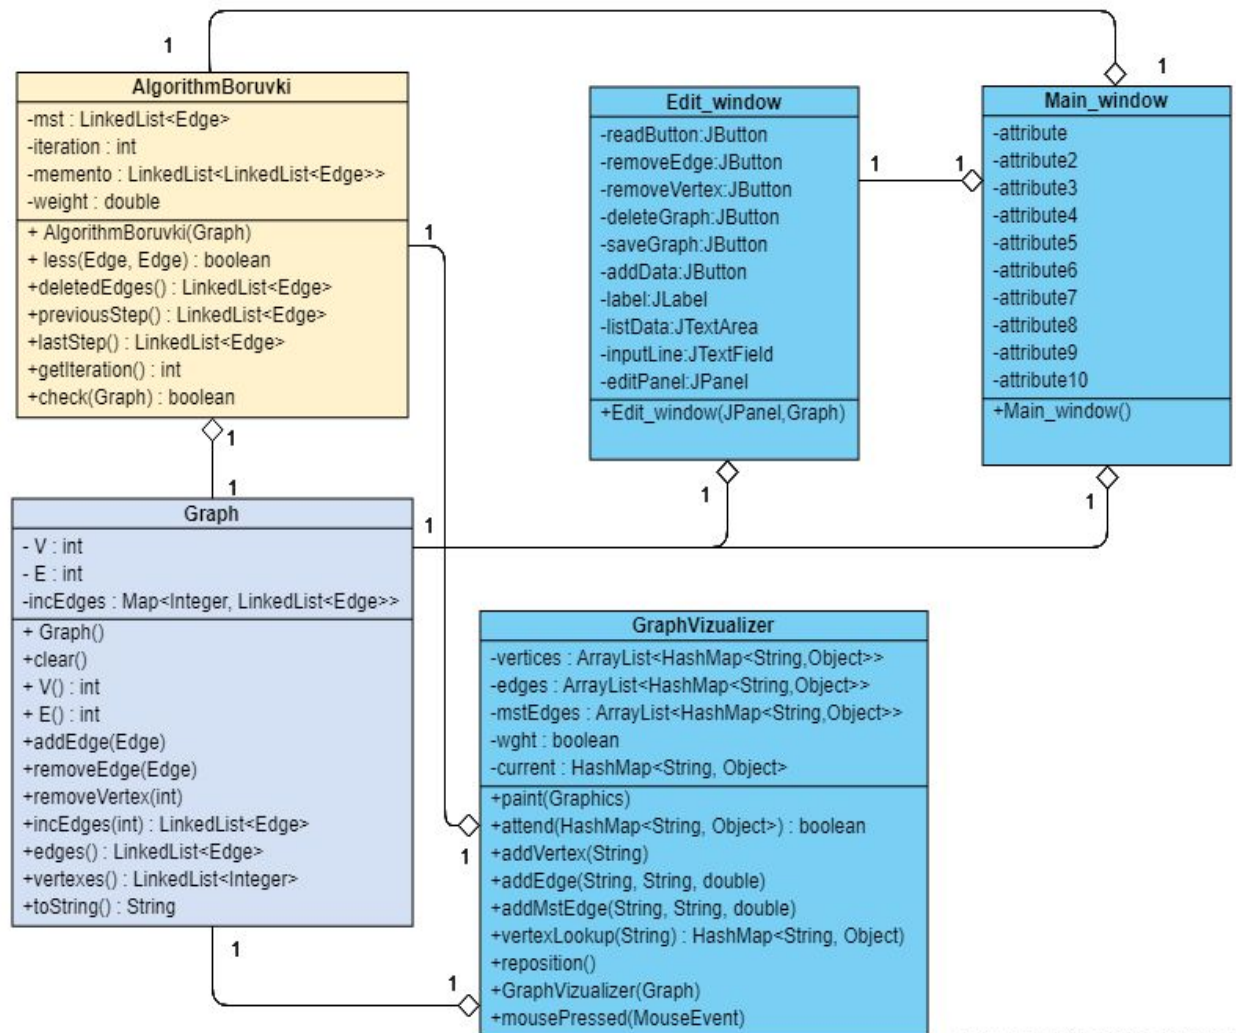 1
1
AlgorithmBoruvki
-mst : LinkedList<Edge>
-iteration : int
-memento : LinkedList<LinkedList<Edge>>
-weight : double
+ AlgorithmBoruvki(Graph)
+ less(Edge, Edge) : boolean
+deletedEdges() : LinkedList<Edge>
+previousStep() : LinkedList<Edge>
+lastStep() : LinkedList<Edge>
+getIteration() : int
+check(Graph) : boolean
1
1
1
Edit_window
-readButton:JButton
-removeEdge:JButton
-removeVertex:JButton
-deleteGraph:JButton
-saveGraph:JButton
-addData:JButton
-label:JLabel
-listData:JTextArea
-inputLine:JTextField
-editPanel:JPanel
+Edit_window(JPanel,Graph)
1
1
1
Main_window
-attribute
-attribute2
-attribute3
-attribute4
-attribute5
-attribute6
-attribute7
-attribute8
-attribute9
-attribute10
+Main_window()
1
Graph
- V : int
- E : int
-incEdges : Map<Integer, LinkedList<Edge>>
+ Graph()
+clear()
+ V() : int
+ E() : int
+addEdge(Edge)
+removeEdge(Edge)
+removeVertex(int)
+incEdges(int) : LinkedList<Edge>
+edges() : LinkedList<Edge>
+vertexes() : LinkedList<Integer>
+toString() : String
1
1
GraphVizualizer
-vertices : ArrayList<HashMap<String,Object>>
-edges : ArrayList<HashMap<String,Object>>
-mstEdges : ArrayList<HashMap<String,Object>>
-wght : boolean
-current : HashMap<String, Object>
+paint(Graphics)
+attend(HashMap<String, Object>) : boolean
+addVertex(String)
+addEdge(String, String, double)
+addMstEdge(String, String, double)
+vertexLookup(String) : HashMap<String, Object)
+reposition()
+GraphVizualizer(Graph)
+mousePressed(MouseEvent)
1
1